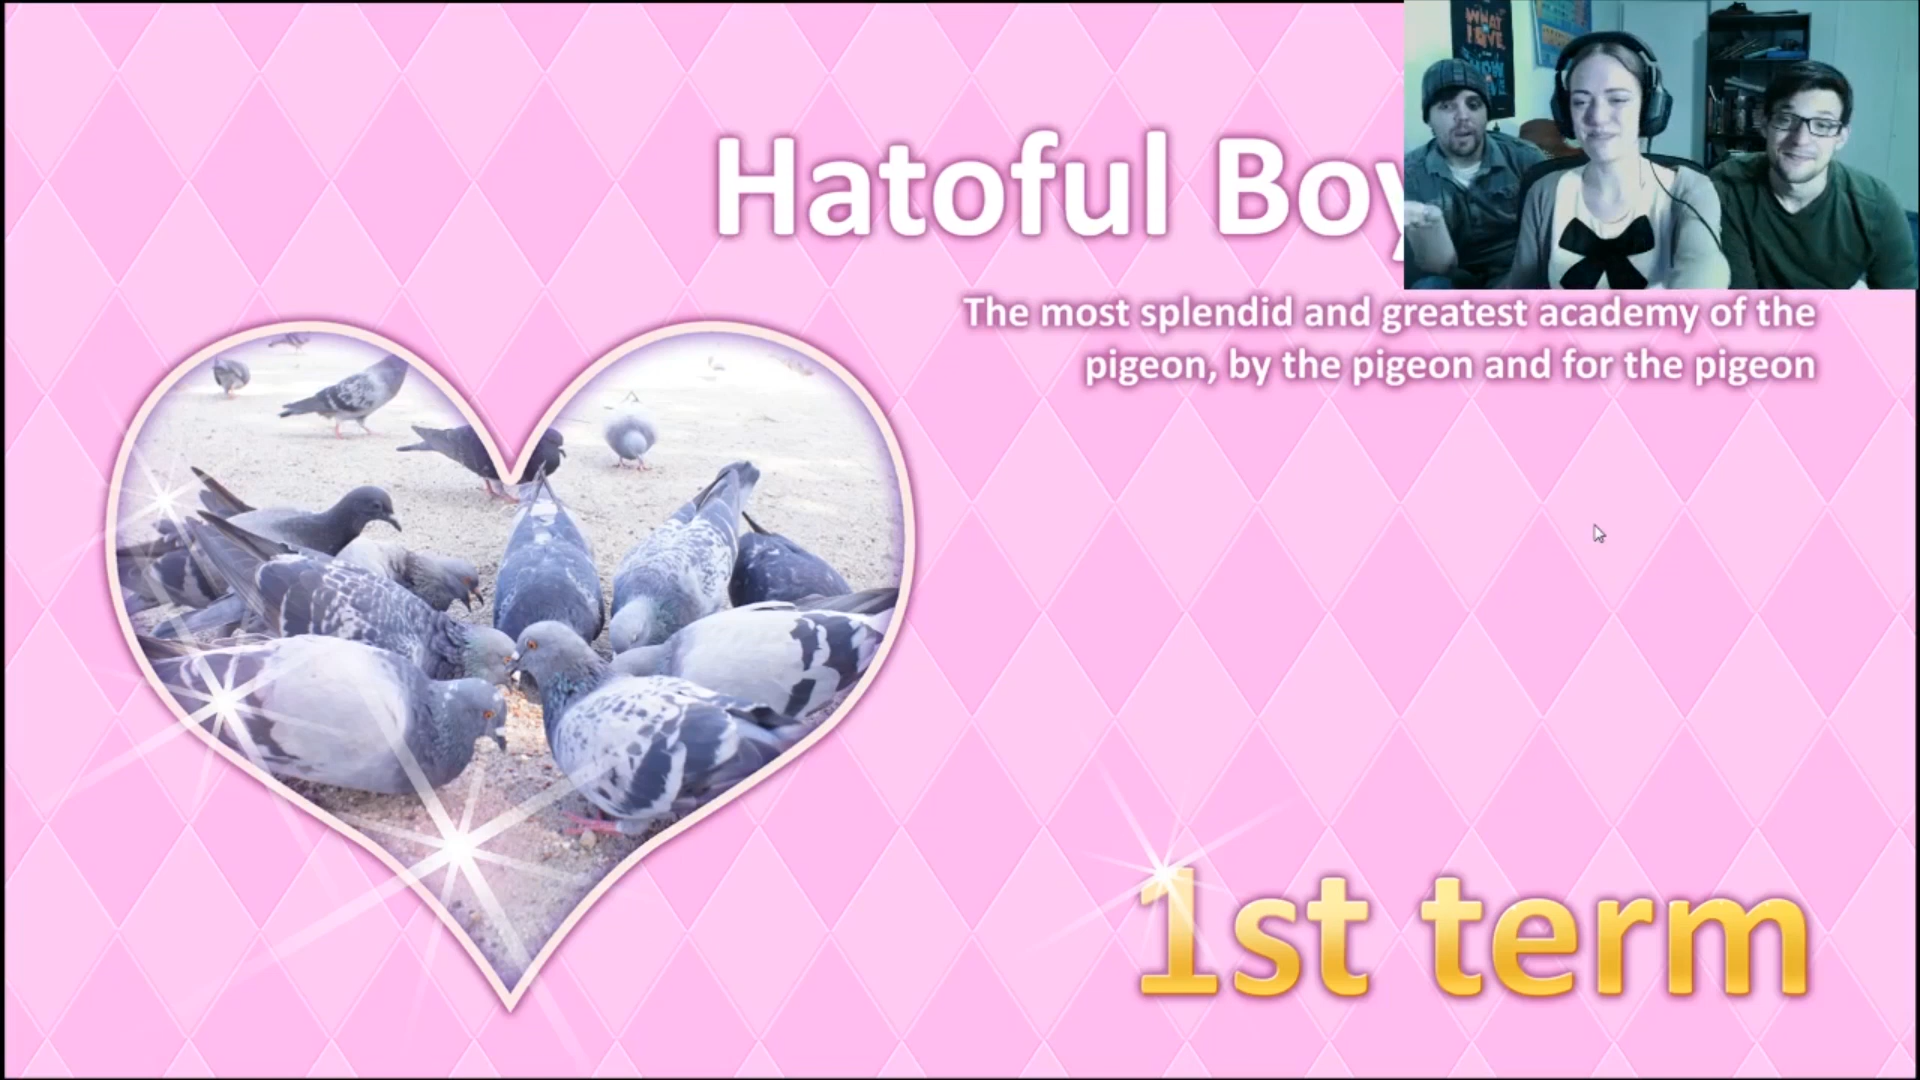 Hatoful Boy
The most splendid and greatest academy of the
pigeon, by the pigeon and for the pigeon
1st term
WHAT